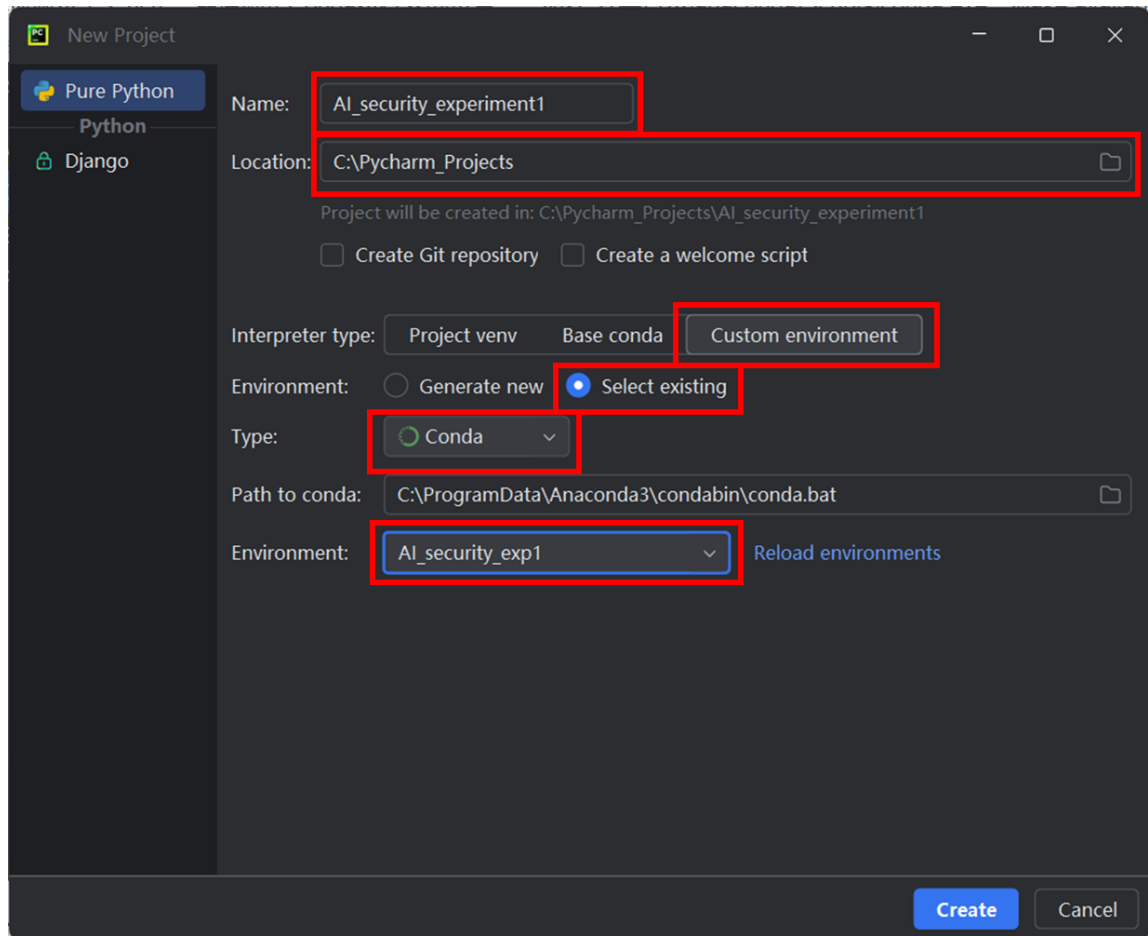 New Project
Pure Python
Python
Django
Name: AI_security_experiment1
Location: C:\Pycharm_Projects
Project will be created in: C:\Pycharm_Projects\AI_security_experiment1
Create Git repository Create a welcome script
Interpreter type: Project venv Base conda Custom environment
Environment: Generate new Select existing
Type: Conda
Path to conda: C:\ProgramData\Anaconda3\condabin\conda.bat
Environment: AI_security_exp1 Reload environments
Create Cancel